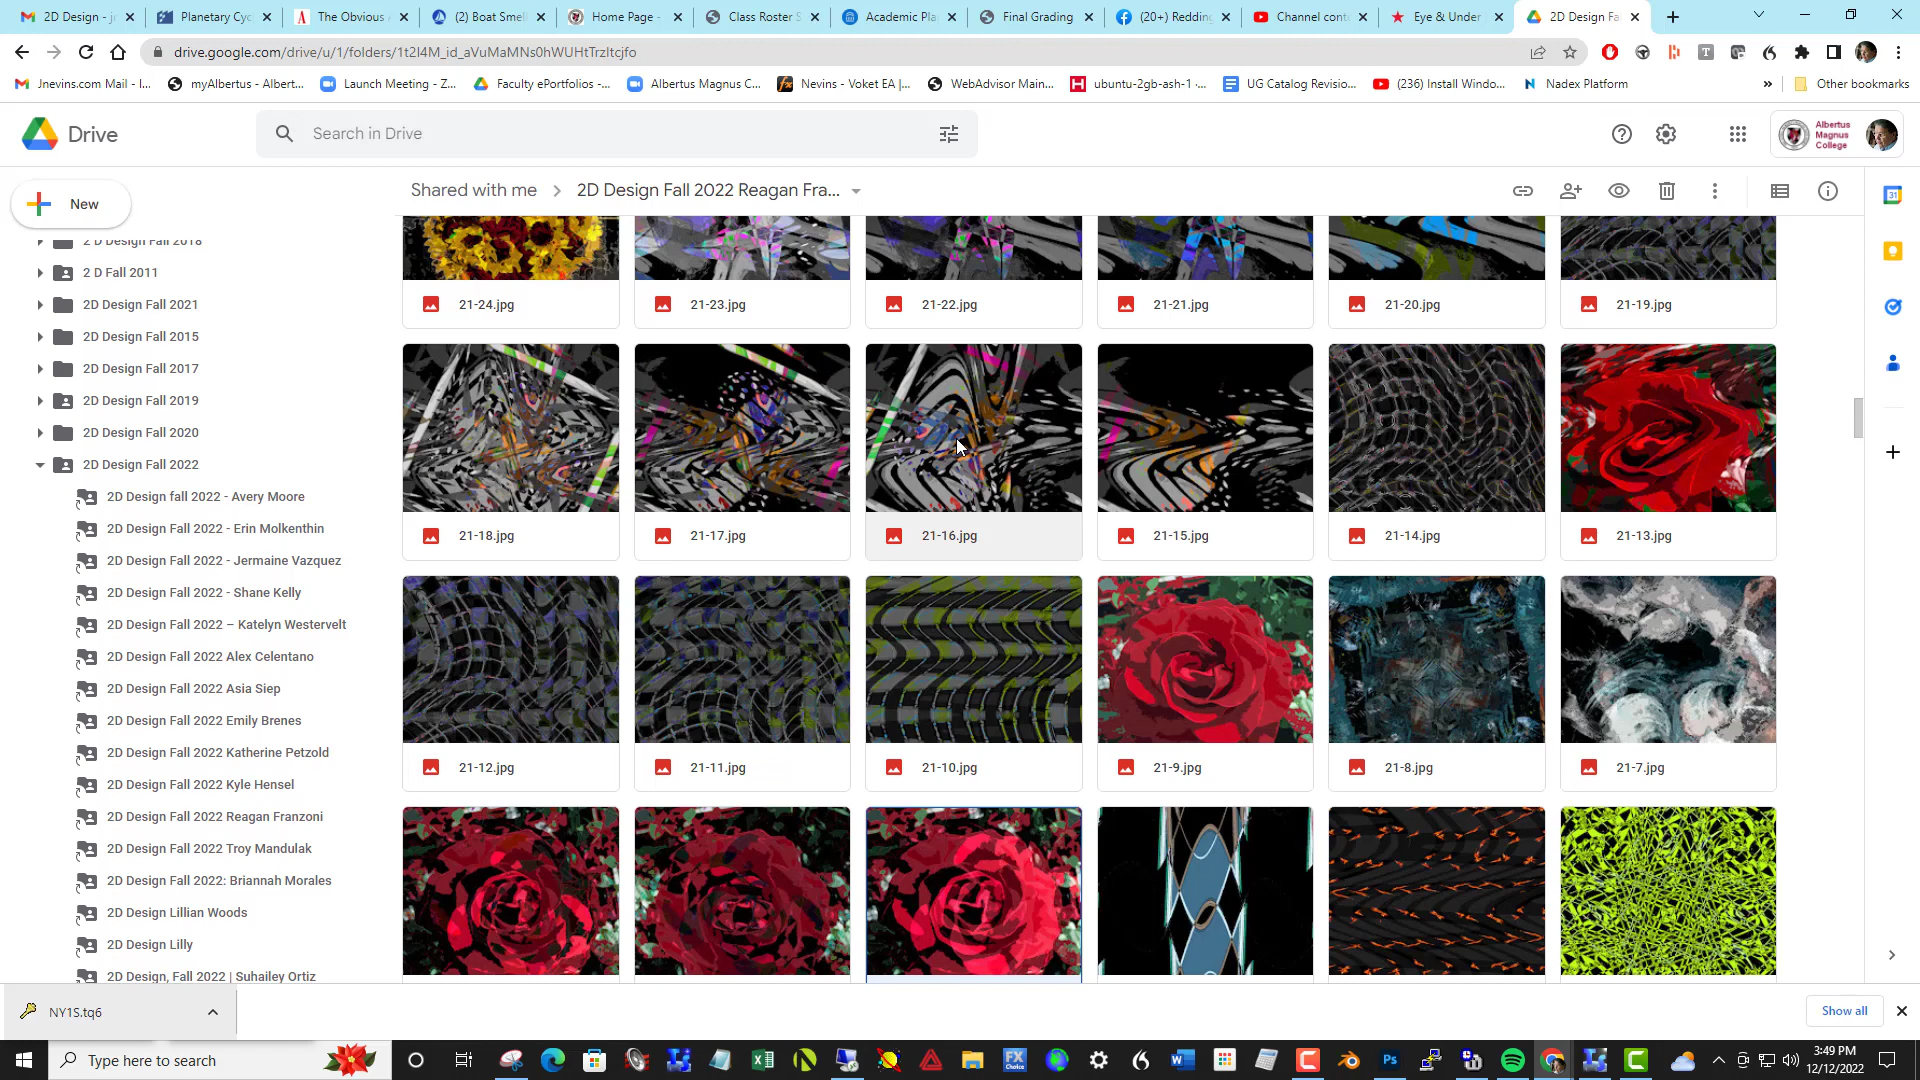 2D Design - jr
Planetary Cyc
The Obvious
(2) Boat Smel
Home Page -
Class Roster S
Academic Pla
Final Grading
(20+) Redding
Channel cont
Eye & Under
2D Design Fa
drive.google.com/drive/u/1/folders/1t2I4M_id_aVuMaMNs0hWUHtTrzItcjfo
Jnevins.com Mail - I...
myAlbertus - Albert...
Launch Meeting - Z...
Faculty ePortfolios -...
Albertus Magnus C...
Nevins - Voket EA |...
WebAdvisor Main...
ubuntu-2gb-ash-1 ·...
UG Catalog Revisio...
(236) Install Windo...
Nadex Platform
»
Other bookmarks
Drive
Search in Drive
Albertus
Magnus
College
New
Shared with me
2D Design Fall 2022 Reagan Fra...
2 D Design Fall 2018
2 D Fall 2011
2D Design Fall 2021
2D Design Fall 2015
2D Design Fall 2017
2D Design Fall 2019
2D Design Fall 2020
2D Design Fall 2022
2D Design fall 2022 - Avery Moore
2D Design Fall 2022 - Erin Molkenthin
2D Design Fall 2022 - Jermaine Vazquez
2D Design Fall 2022 - Shane Kelly
2D Design Fall 2022 – Katelyn Westervelt
2D Design Fall 2022 Alex Celentano
2D Design Fall 2022 Asia Siep
2D Design Fall 2022 Emily Brenes
2D Design Fall 2022 Katherine Petzold
2D Design Fall 2022 Kyle Hensel
2D Design Fall 2022 Reagan Franzoni
2D Design Fall 2022 Troy Mandulak
2D Design Fall 2022: Briannah Morales
2D Design Lillian Woods
2D Design Lilly
2D Design, Fall 2022 | Suhailey Ortiz
21-24.jpg
21-23.jpg
21-22.jpg
21-21.jpg
21-20.jpg
21-19.jpg
21-18.jpg
21-17.jpg
21-16.jpg
21-15.jpg
21-14.jpg
21-13.jpg
21-12.jpg
21-11.jpg
21-10.jpg
21-9.jpg
21-8.jpg
21-7.jpg
31
NY1S.tq6
Show all
Type here to search
FX
Choice
Ps
3:49 PM
12/12/2022